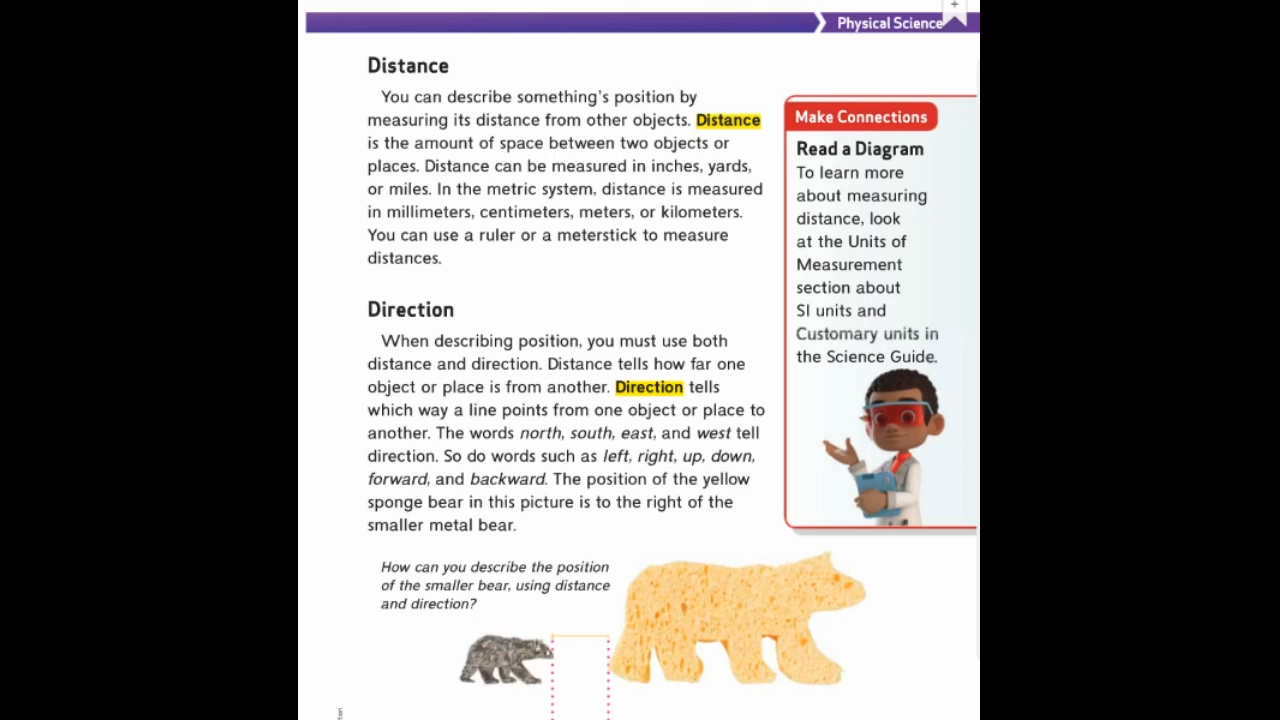 Physical Science
+
Distance
You can describe something's position by
measuring its distance from other objects. Distance
is the amount of space between two objects or
places. Distance can be measured in inches, yards,
or miles. In the metric system, distance is measured
in millimeters, centimeters, meters, or kilometers.
You can use a ruler or a meterstick to measure
distances.
Direction
When describing position, you must use both
distance and direction. Distance tells how far one
object or place is from another. Direction tells
which way a line points from one object or place to
another. The words north, south, east, and west tell
direction. So do words such as left, right, up, down,
forward, and backward. The position of the yellow
sponge bear in this picture is to the right of the
smaller metal bear.
How can you describe the position
of the smaller bear, using distance
and direction?
Make Connections
Read a Diagram
To learn more
about measuring
distance, look
at the Units of
Measurement
section about
SI units and
Customary units in
the Science Guide.